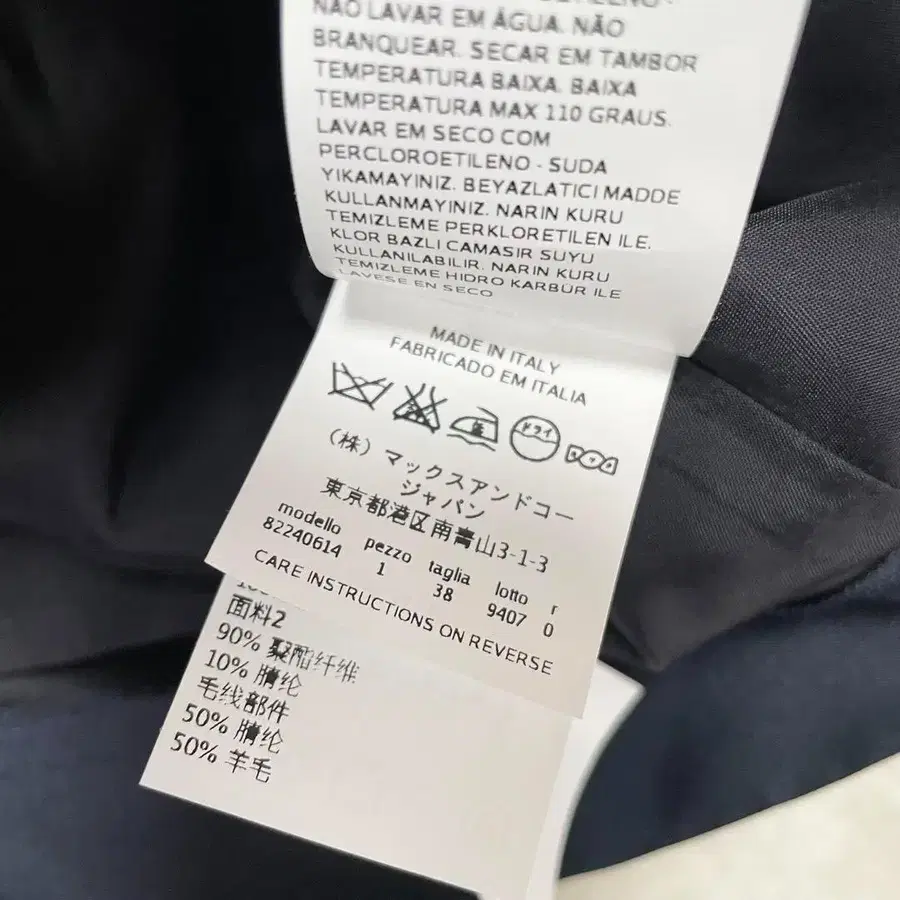 NÃO LAVAR EM ÁGUA. NÃO
BRANQUEAR. SECAR EM TAMBOR
TEMPERATURA BAIXA. BAIXA
TEMPERATURA MAX 110 GRAUS.
LAVAR EM SECO COM
PERCLOROETILENO - SUDA
YIKAMAYINIZ. BEYAZLATICI MADDE
KULLANMAYINIZ. NARIN KURU
TEMIZLEME PERKLORETILEN ILE.
KLOR BAZLI CAMASIR SUYU
KULLANILABILIR. NARIN KURU
TEMIZLEME HIDRO KARBÜR ILE
LAVESE EN SECO
MADE IN ITALY
FABRICADO EM ITALIA
ドライ
(株) マックスアンドコー
ジャパン
東京都港区南青山3-1-3
modello pezzo taglia lotto r
82240614 1 38 9407 0
CARE INSTRUCTIONS ON REVERSE
面料2
90% 聚酯纤维
10% 腈纶
毛线部件
50% 腈纶
50% 羊毛